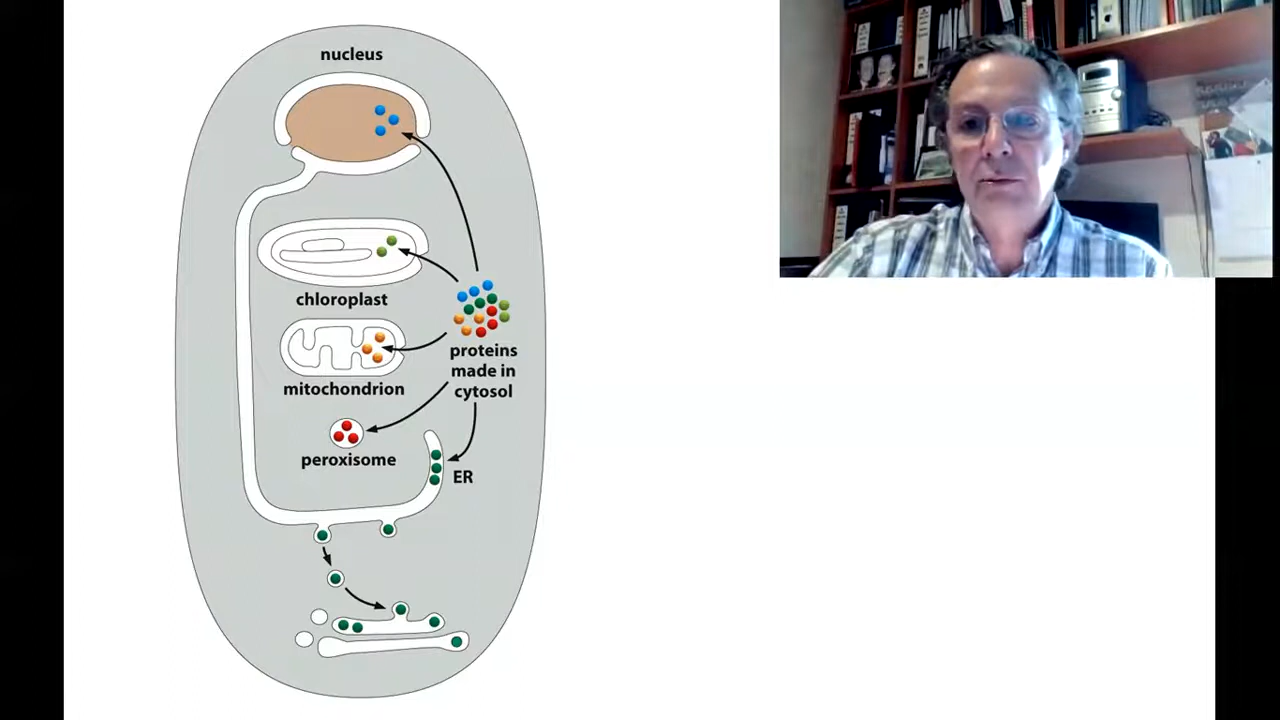 nucleus
chloroplast
mitochondrion
proteins
made in
cytosol
peroxisome
ER